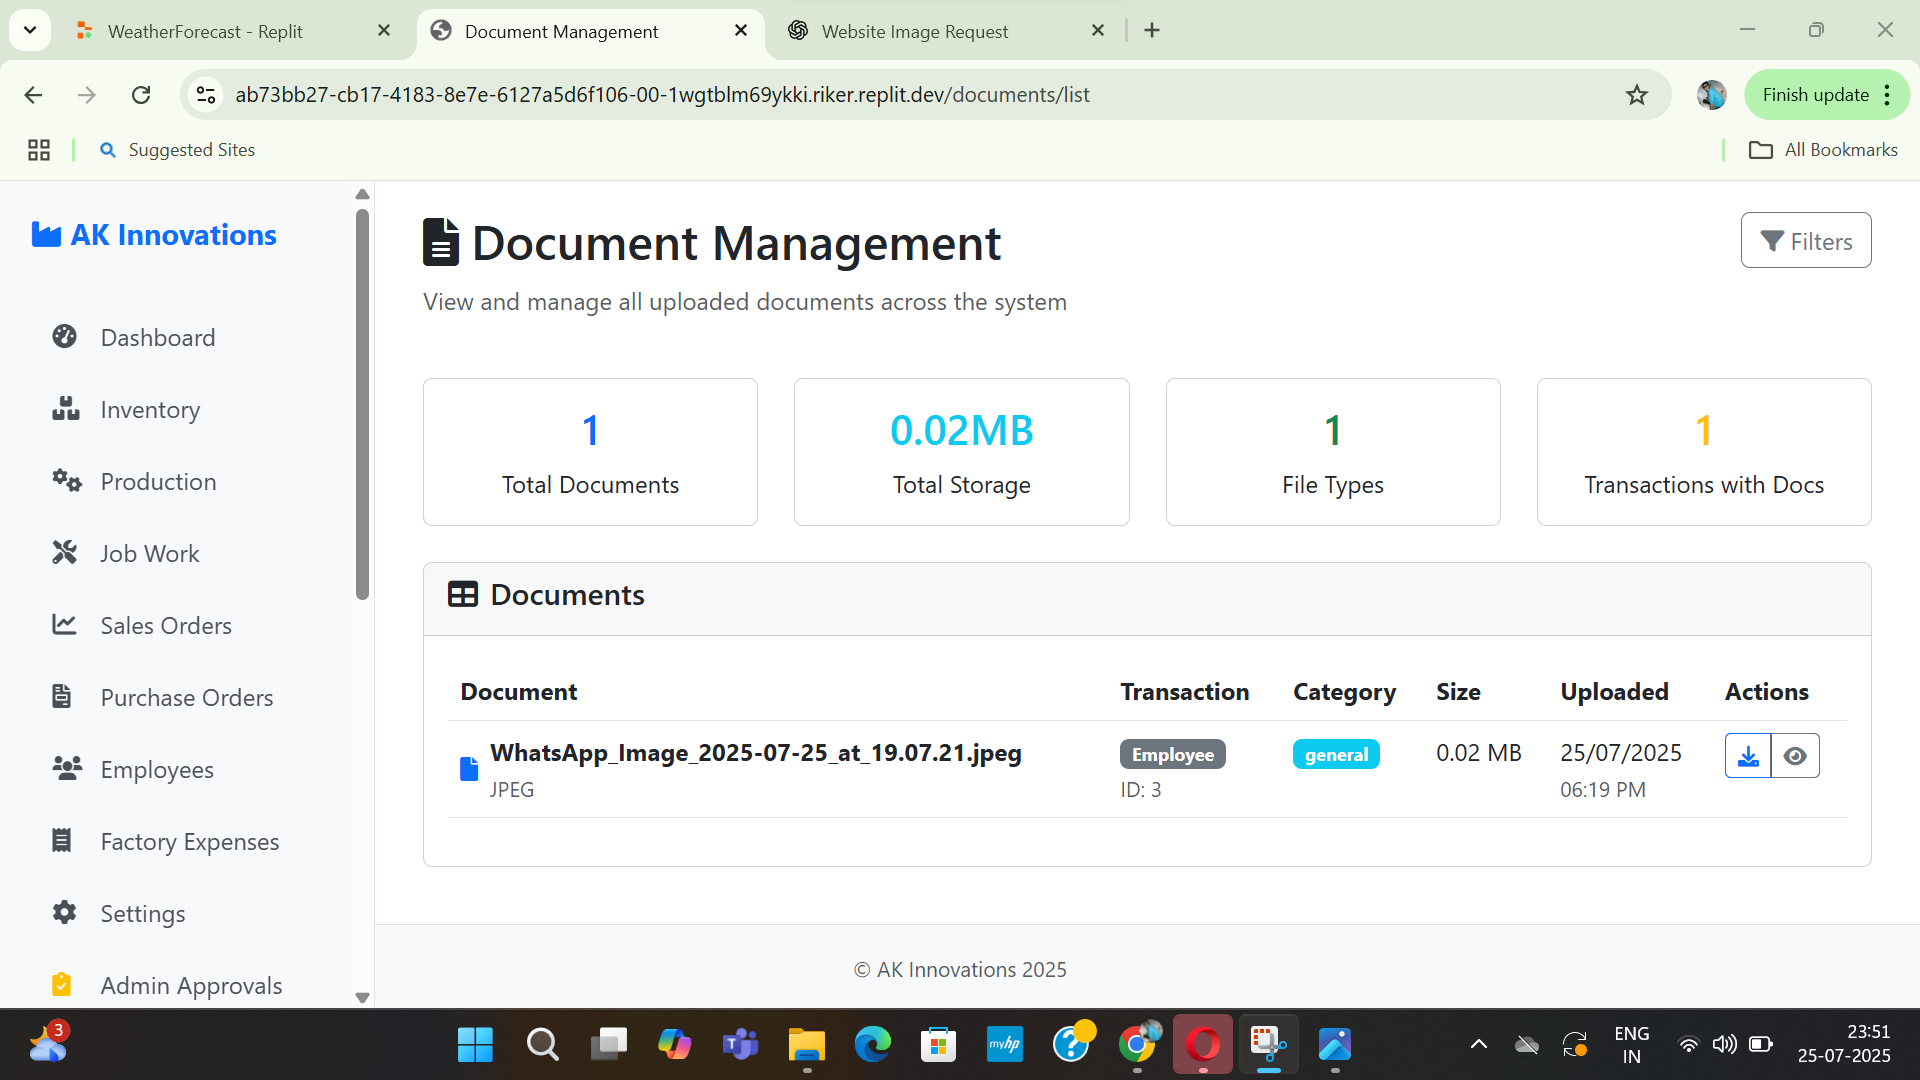 WeatherForecast - Replit
Document Management
Website Image Request
ab73bb27-cb17-4183-8e7e-6127a5d6f106-00-1wgtblm69ykki.riker.replit.dev/documents/list
Finish update
Suggested Sites
All Bookmarks
AK Innovations
Dashboard
Inventory
Production
Job Work
Sales Orders
Purchase Orders
Employees
Factory Expenses
Settings
Admin Approvals
Document Management
Filters
View and manage all uploaded documents across the system
1
Total Documents
0.02MB
Total Storage
1
File Types
1
Transactions with Docs
Documents
Document Transaction Category Size Uploaded Actions
WhatsApp_Image_2025-07-25_at_19.07.21.jpeg Employee general 0.02 MB 25/07/2025
JPEG ID: 3 06:19 PM
© AK Innovations 2025
3
myhp
ENG
IN
23:51
25-07-2025